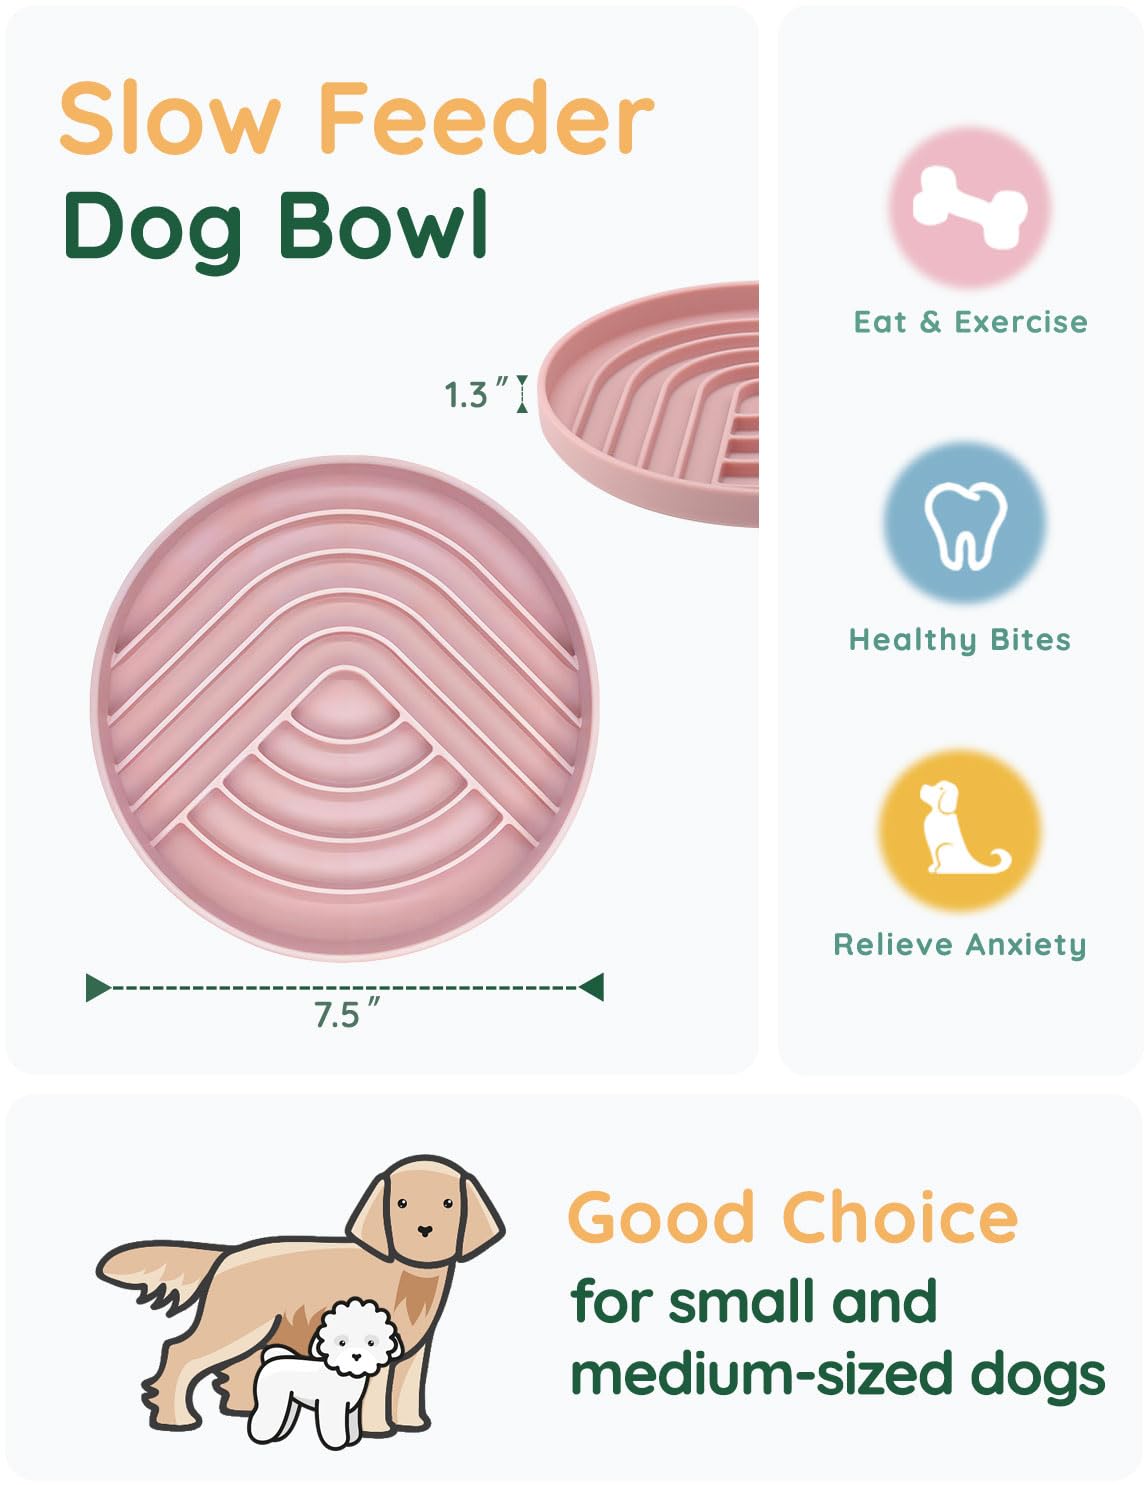 Slow Feeder
Dog Bowl
1.3"
7.5"
Eat & Exercise
Healthy Bites
Relieve Anxiety
Good Choice
for small and
medium-sized dogs